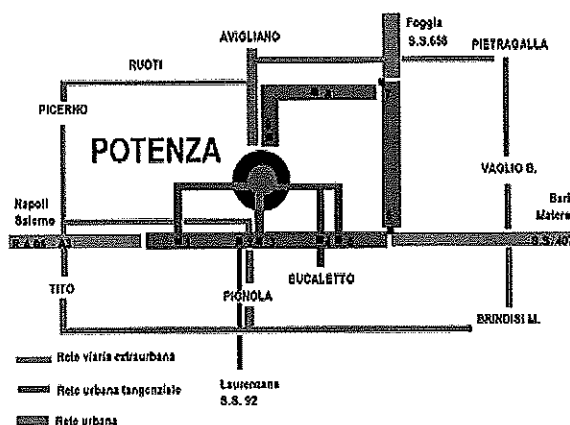 Foggia
S.S.658
AVIGLIANO
PIETRAGALLA
RUOTI
PICERNO
POTENZA
VAGLIO B.
Napoli
Salerno
Bari
Matera
S.S. 407
TITO
PIGNOLA
BUCALETTO
BRINDISI M.
Rete viaria extraurbana
Rete urbana tangenziale
Rete urbana
Laurenzana
S.S. 92